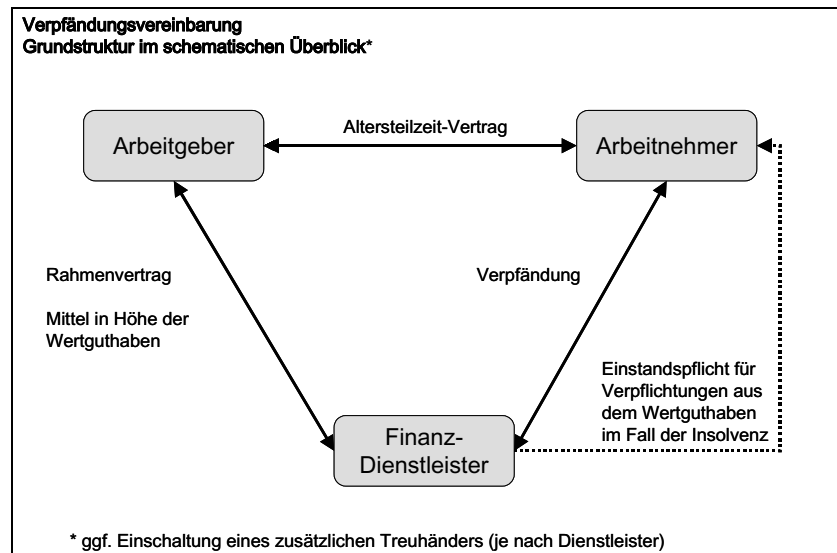 Verpfändungsvereinbarung
Grundstruktur im schematischen Überblick*
Arbeitgeber
Altersteilzeit-Vertrag
Arbeitnehmer
Rahmenvertrag
Mittel in Höhe der
Wertguthaben
Verpfändung
Einstandspflicht für
Verpflichtungen aus
dem Wertguthaben
im Fall der Insolvenz
Finanz-
Dienstleister
* ggf. Einschaltung eines zusätzlichen Treuhänders (je nach Dienstleister)